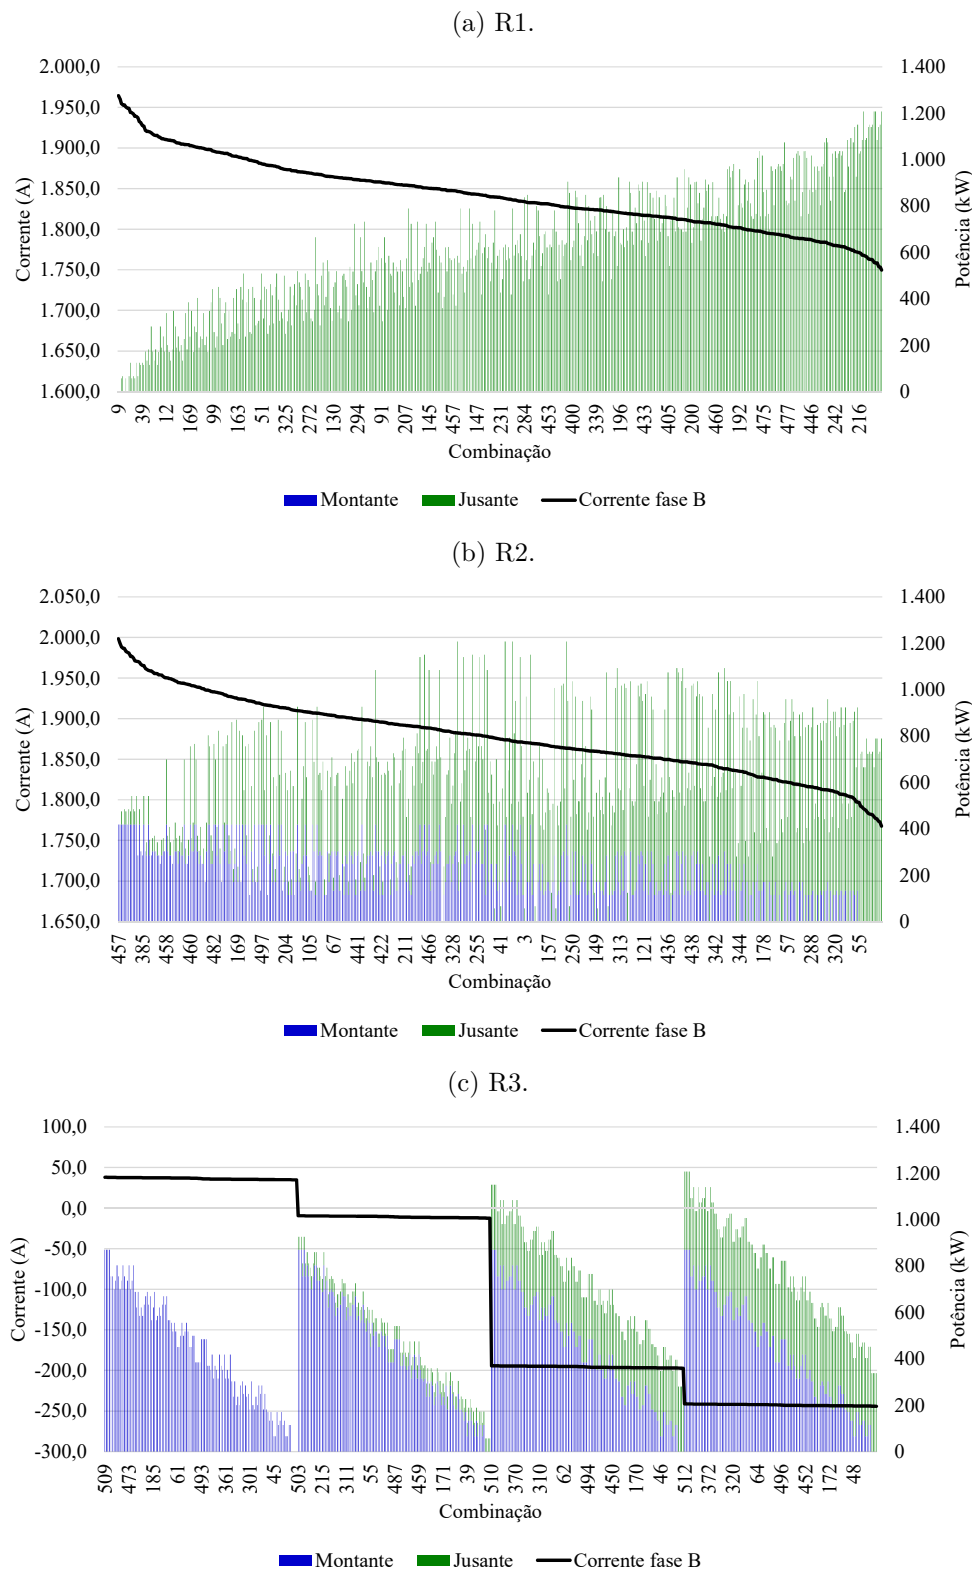 (a) R1.
2.000,0
1.950,0
1.900,0
1.850,0
1.800,0
1.750,0
1.700,0
1.650,0
1.600,0
Corrente (A)
1.400
1.200
1.000
800
600
400
200
0
Potência (kW)
9 39 12 169 99 163 51 325 272 130 294 91 207 145 457 147 231 284 453 400 339 196 433 405 200 460 192 475 477 446 242 216
Combinação
Montante Jusante Corrente fase B
(b) R2.
2.050,0
2.000,0
1.950,0
1.900,0
1.850,0
1.800,0
1.750,0
1.700,0
1.650,0
Corrente (A)
1.400
1.200
1.000
800
600
400
200
0
Potência (kW)
457 385 458 460 482 169 497 204 105 67 441 422 211 466 328 255 41 3 157 250 149 313 121 436 438 342 344 178 57 288 320 55
Combinação
Montante Jusante Corrente fase B
(c) R3.
100,0
50,0
0,0
-50,0
-100,0
-150,0
-200,0
-250,0
-300,0
Corrente (A)
1.400
1.200
1.000
800
600
400
200
0
Potência (kW)
509 473 185 61 493 361 301 45 503 215 311 55 487 459 171 39 510 370 310 62 494 450 170 46 512 372 320 64 496 452 172 48
Combinação
Montante Jusante Corrente fase B